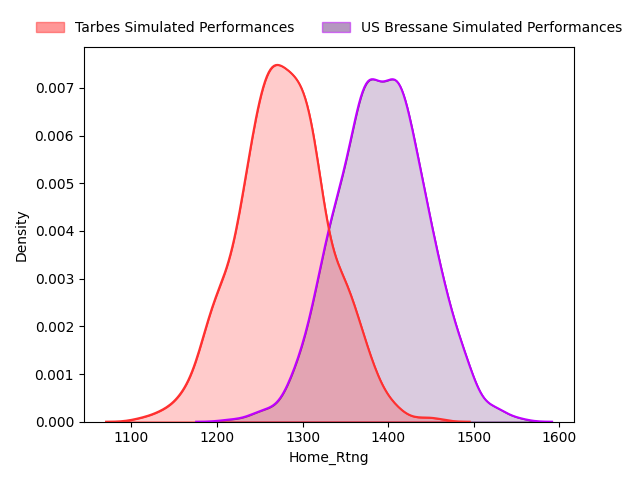 Tarbes Simulated Performances US Bressane Simulated Performances
0.007
0.006
0.005
0.004
0.003
0.002
0.001
0.000
Density
1100 1200 1300 1400 1500 1600
Home_Rtng